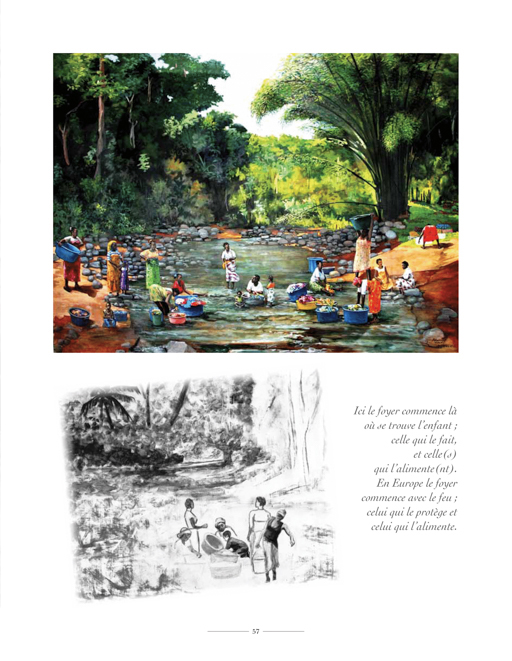 Ici le foyer commence là
où se trouve l'enfant ;
celle qui le fait,
et celle(s)
qui l'alimente(nt).
En Europe le foyer
commence avec le feu ;
celui qui le protège et
celui qui l'alimente.
57